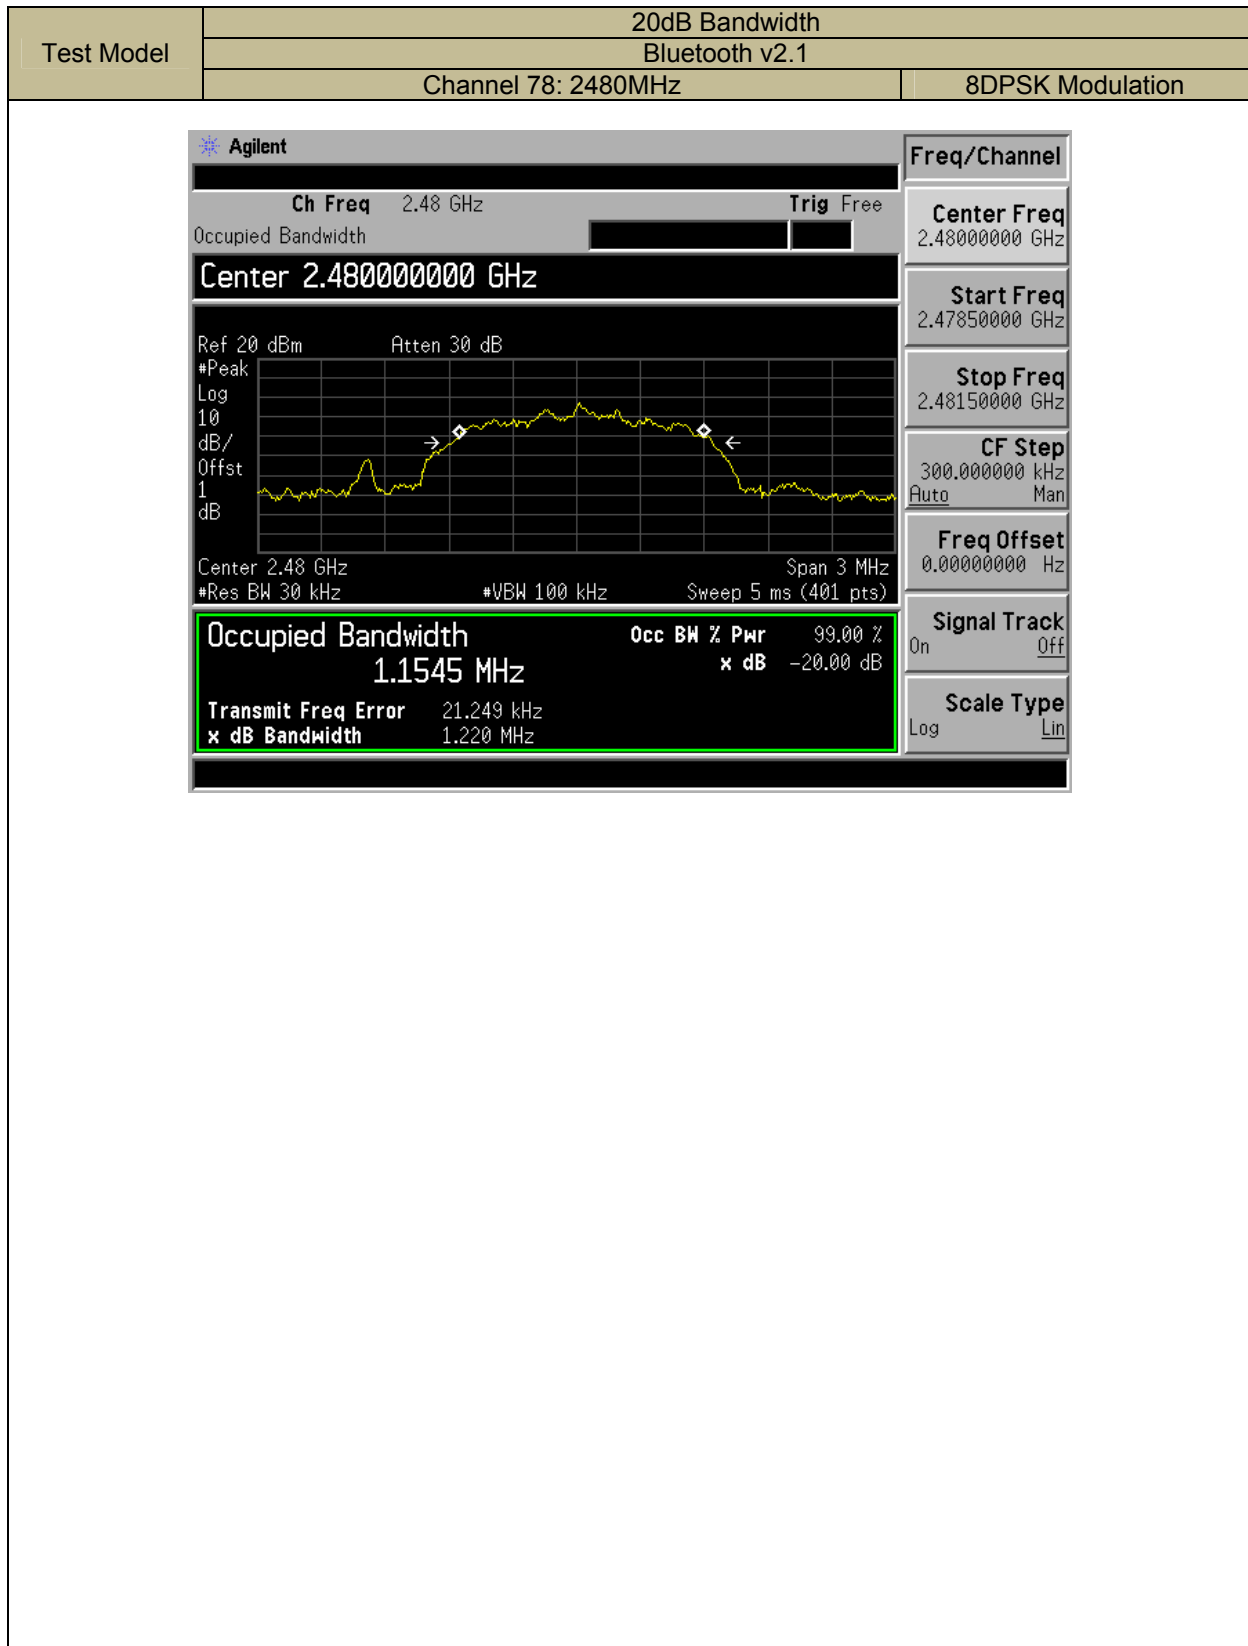 20dB Bandwidth
Test Model
Bluetooth v2.1
Channel 78: 2480MHz
8DPSK Modulation
Agilent
Ch Freq 2.48 GHz Trig Free
Occupied Bandwidth
Center 2.480000000 GHz
Ref 20 dBm Atten 30 dB
#Peak
Log
10
dB/
Offst
1
dB
Center 2.48 GHz Span 3 MHz
#Res BW 30 kHz #VBW 100 kHz Sweep 5 ms (401 pts)
Occupied Bandwidth
1.1545 MHz
Occ BW % Pwr 99.00 %
x dB -20.00 dB
Transmit Freq Error 21.249 kHz
x dB Bandwidth 1.220 MHz
Freq/Channel
Center Freq
2.48000000 GHz
Start Freq
2.47850000 GHz
Stop Freq
2.48150000 GHz
CF Step
300.000000 kHz
Auto Man
Freq Offset
0.00000000 Hz
Signal Track
On Off
Scale Type
Log Lin